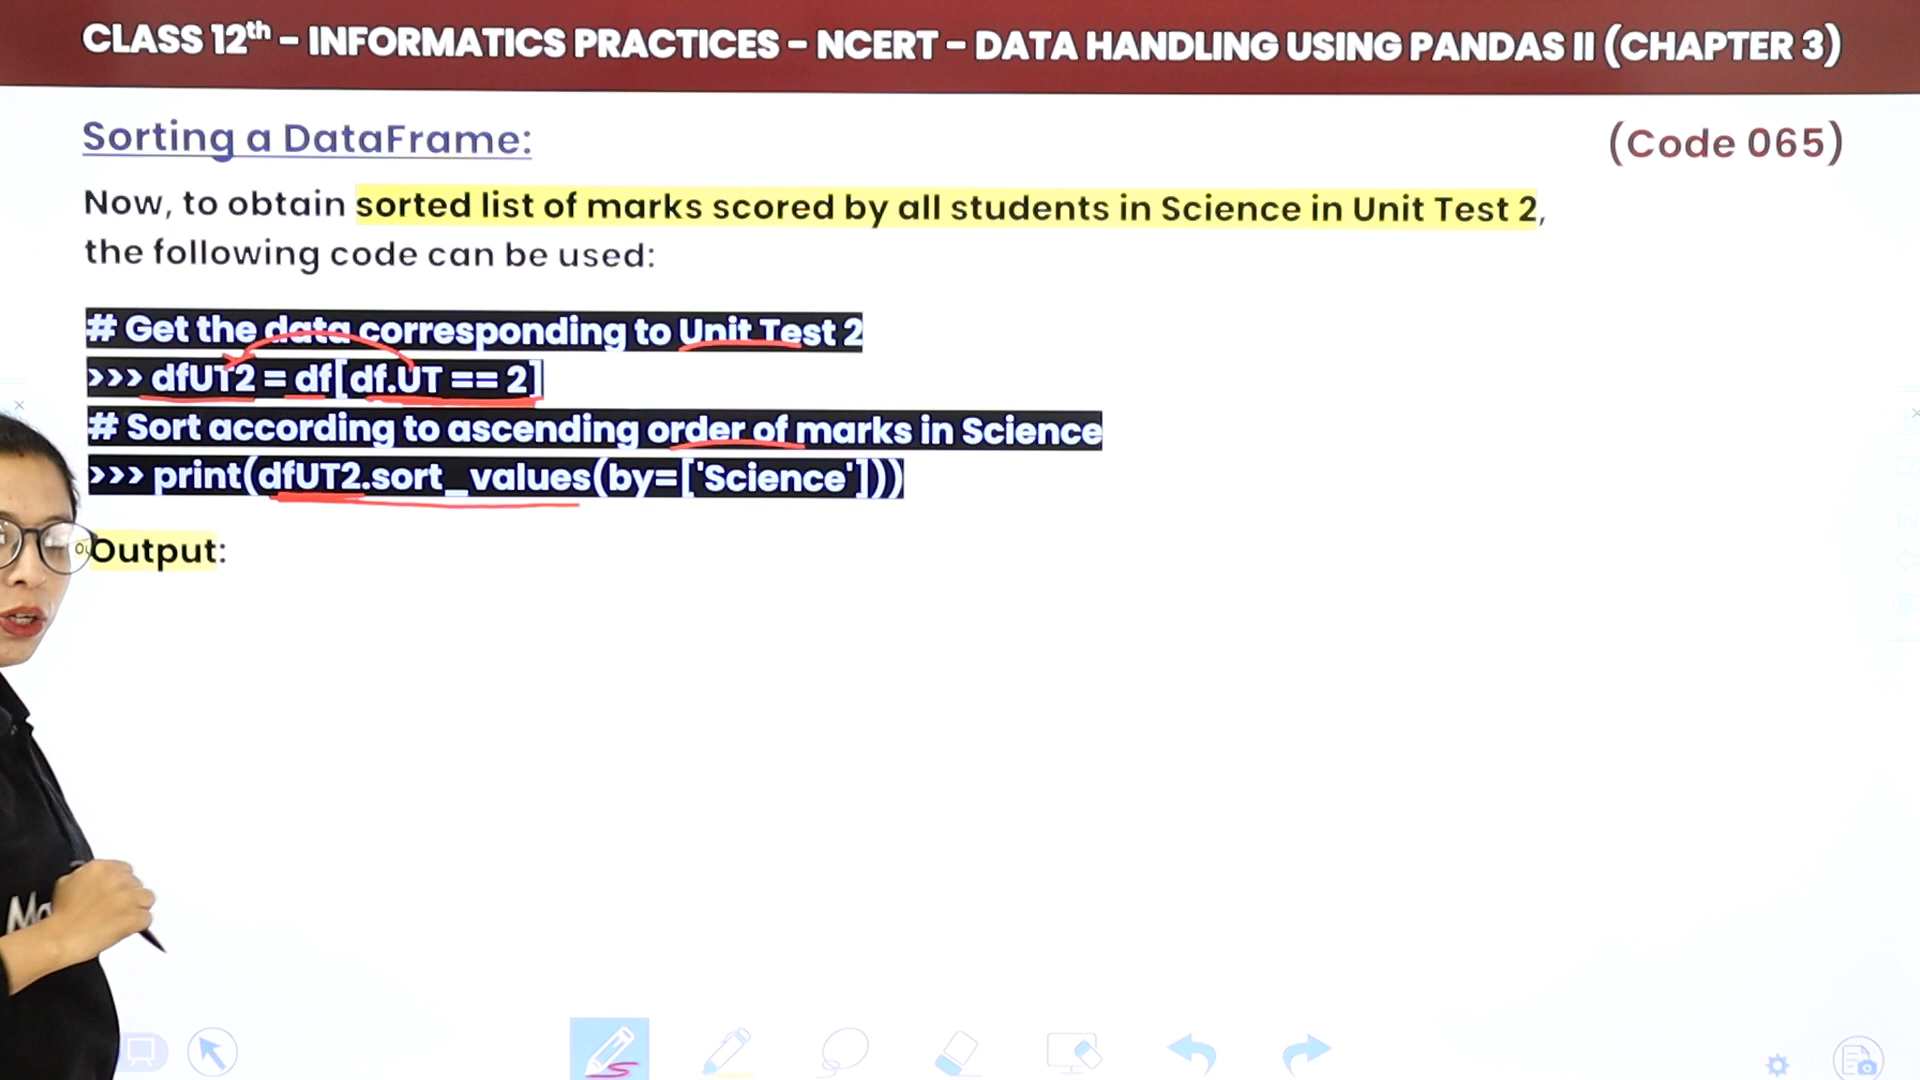 CLASS 12th – INFORMATICS PRACTICES – NCERT – DATA HANDLING USING PANDAS II (CHAPTER 3)
Sorting a DataFrame:
(Code 065)
Now, to obtain sorted list of marks scored by all students in Science in Unit Test 2,
the following code can be used:
# Get the data corresponding to Unit Test 2
>>> dfUT2 = df[df.UT == 2]
# Sort according to ascending order of marks in Science
>>> print(dfUT2.sort_values(by=['Science']))
Output: